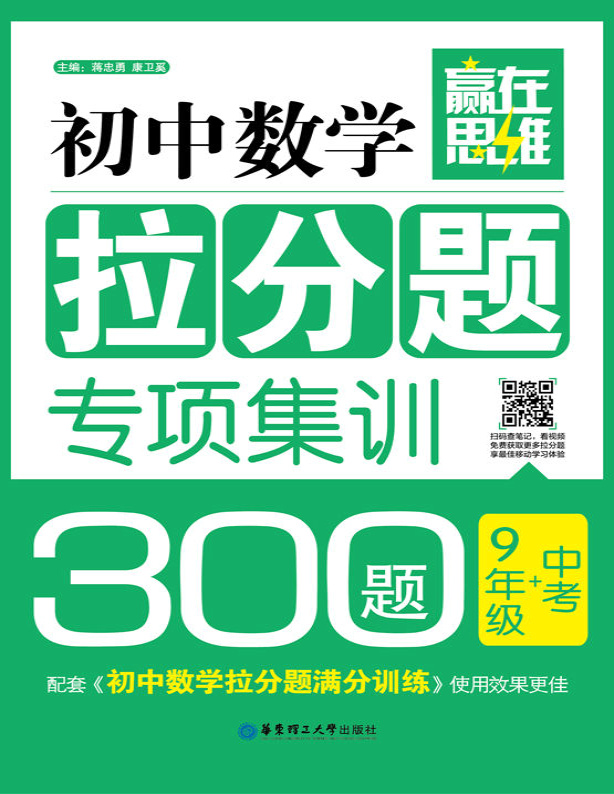 主编：蒋忠勇 康卫奚
初中数学
赢在
思维
拉分题
专项集训
扫码查笔记，看视频
免费获取更多拉分题
享最佳移动学习体验
300题
9年级+中考
配套《初中数学拉分题满分训练》使用效果更佳
华东理工大学出版社